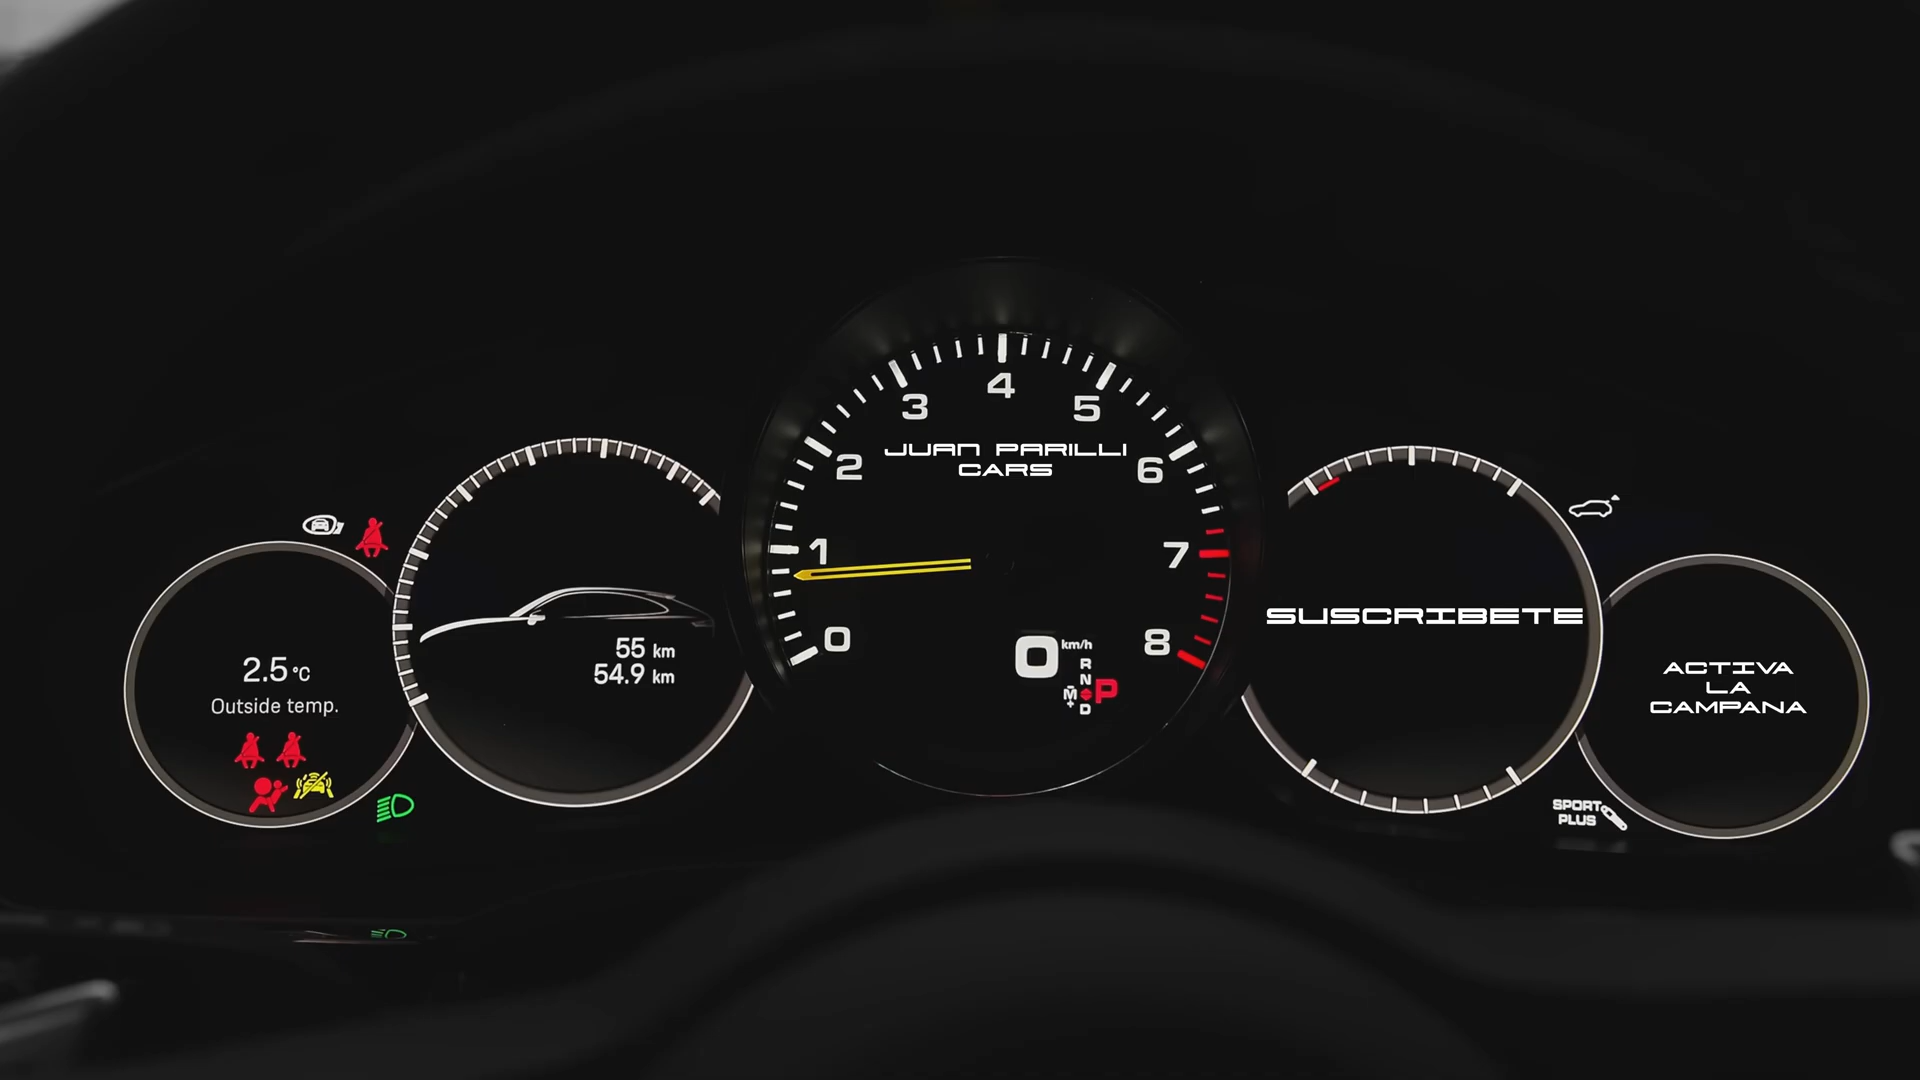 4
3
5
JUAN PARILLI
CARS
2
6
1
7
SUSCRIBETE
0
km/h
8
55 km
R
2.5 °C
54.9 km
N
M
P
ACTIVA
LA
CAMPANA
Outside temp.
+
D
SPORT
PLUS
0